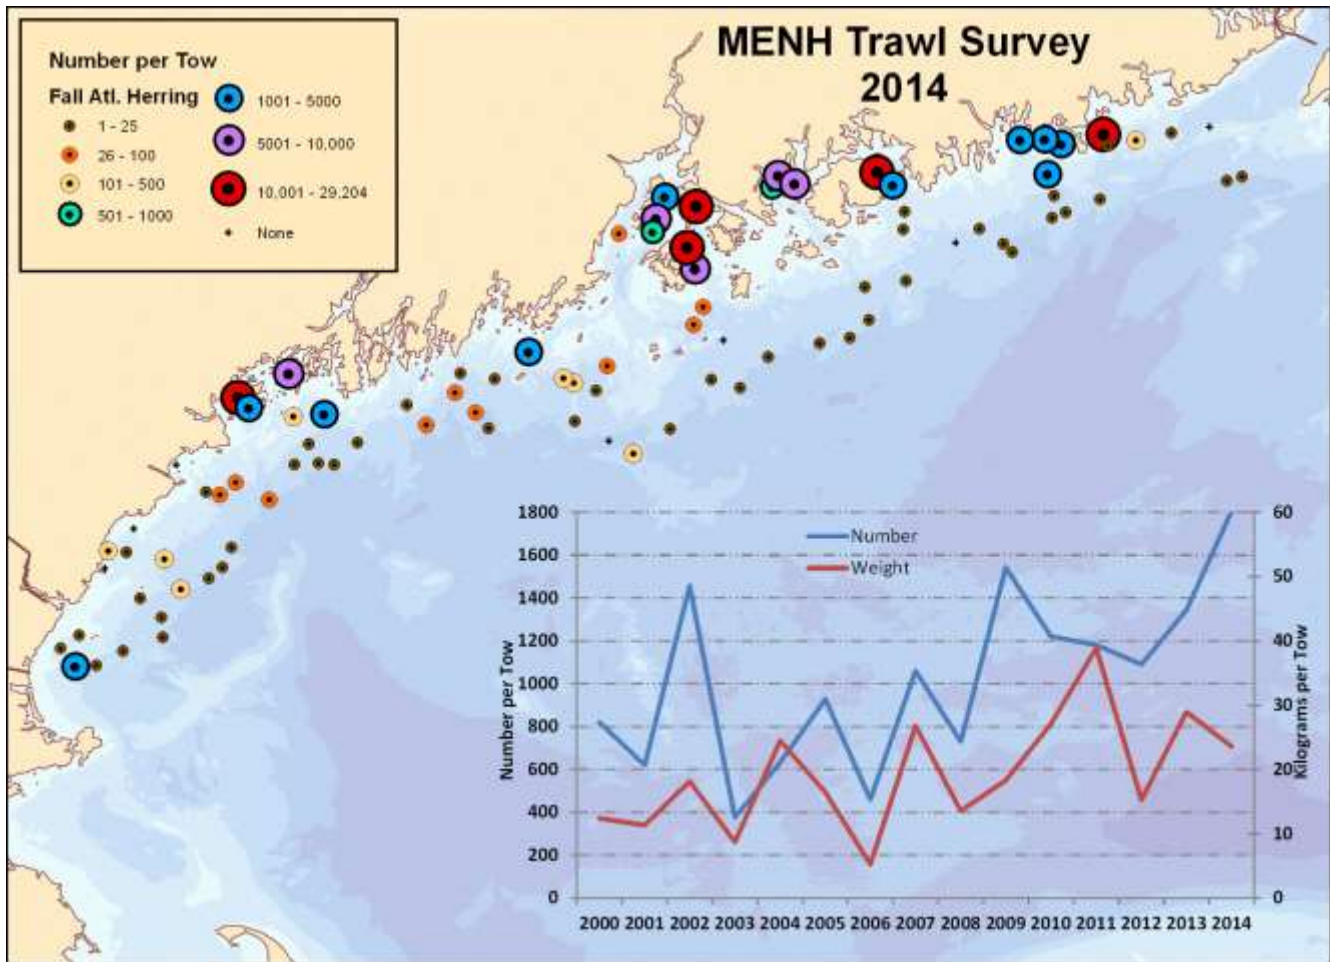 MENH Trawl Survey
2014
Number per Tow
Fall Atl. Herring
1 - 25
26 - 100
101 - 500
501 - 1000
1001 - 5000
5001 - 10,000
10,001 - 29,204
None
Number
Weight
Number per Tow
1800
1600
1400
1200
1000
800
600
400
200
0
Kilograms per Tow
60
50
40
30
20
10
0
2000 2001 2002 2003 2004 2005 2006 2007 2008 2009 2010 2011 2012 2013 2014